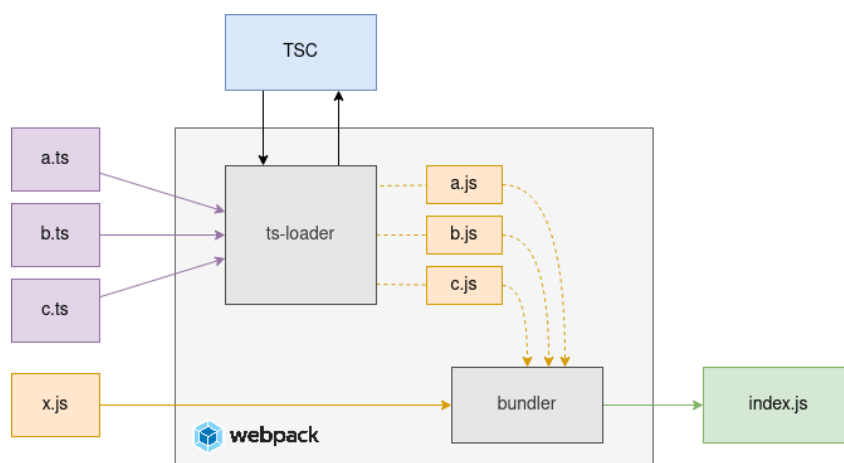 TSC
a.ts
b.ts
c.ts
ts-loader
a.js
b.js
c.js
x.js
bundler
index.js
webpack